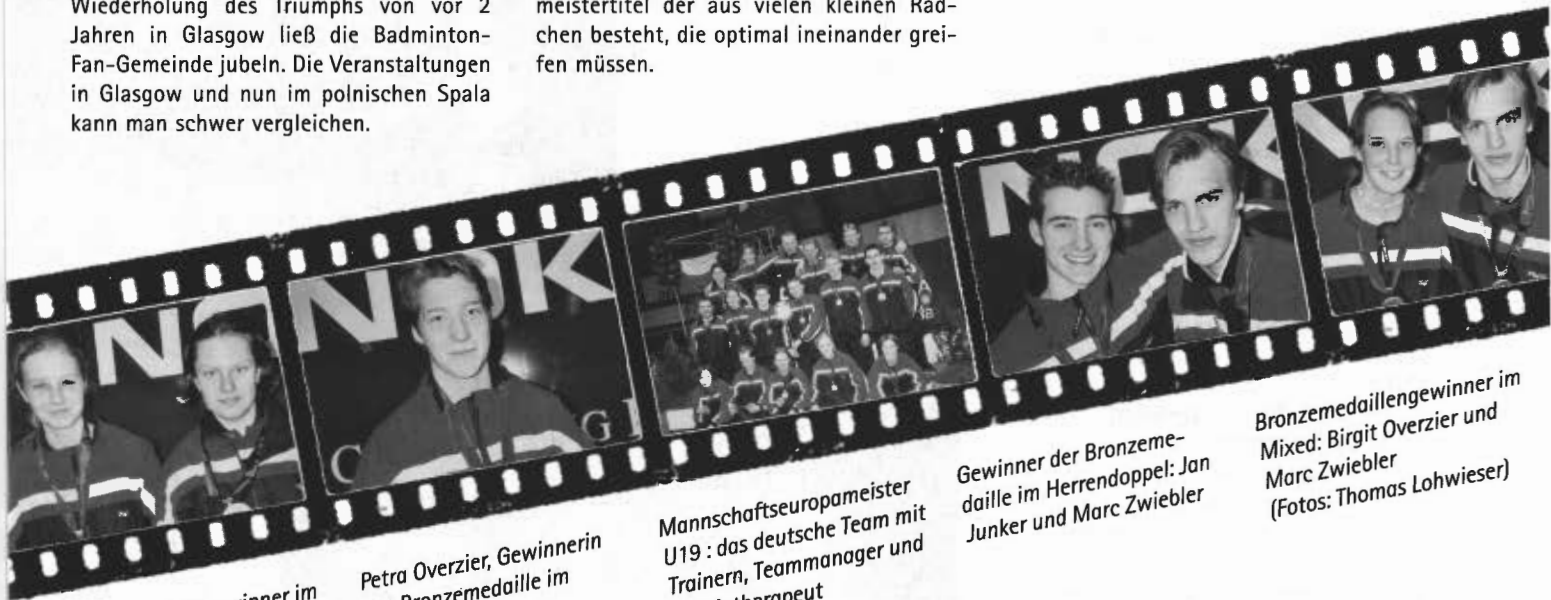 Wiederholung des Triumphs von vor 2
Jahren in Glasgow ließ die Badminton-
Fan-Gemeinde jubeln. Die Veranstaltungen
in Glasgow und nun im polnischen Spala
kann man schwer vergleichen.
meistertitel der aus vielen kleinen Räd-
chen besteht, die optimal ineinander grei-
fen müssen.
NOK
Petra Overzier, Gewinnerin
Bronzemedaille im
Mannschaftseuropameister
U19 : das deutsche Team mit
Trainern, Teammanager und
Gewinner der Bronzeme-
daille im Herrendoppel: Jan
Junker und Marc Zwiebler
Bronzemedaillengewinner im
Mixed: Birgit Overzier und
Marc Zwiebler
(Fotos: Thomas Lohwieser)